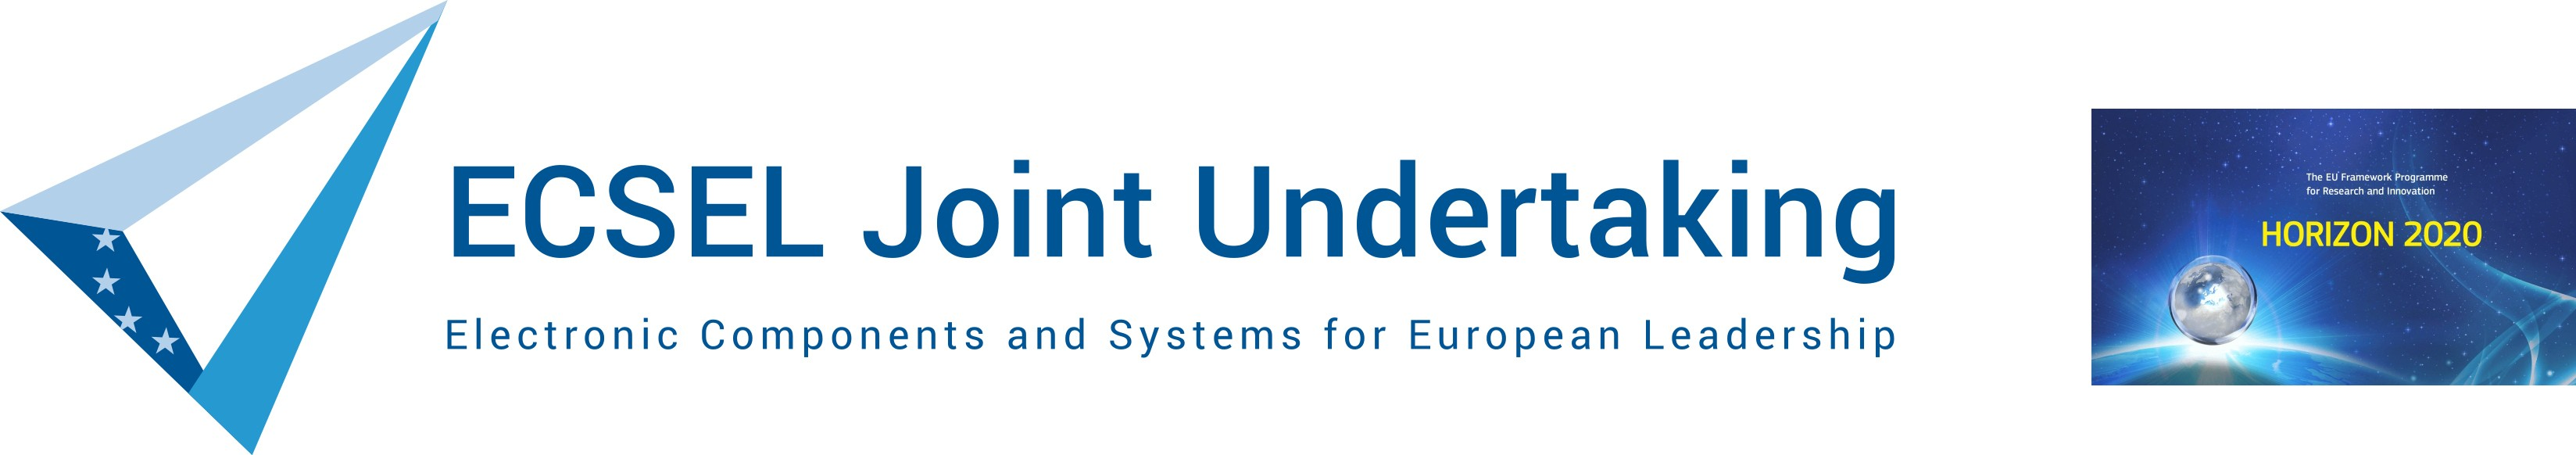 ECSEL Joint Undertaking
Electronic Components and Systems for European Leadership
The EU Framework Programme
for Research and Innovation
HORIZON 2020